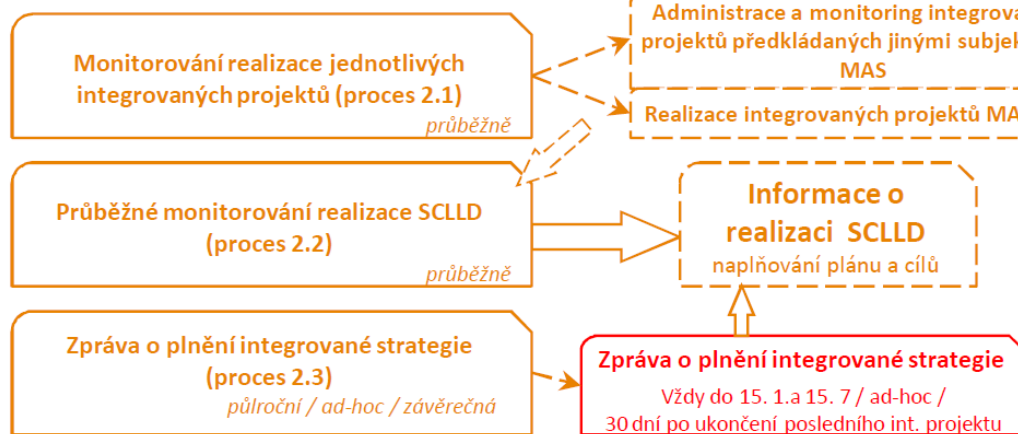 Monitorování realizace jednotlivých
integrovaných projektů (proces 2.1)
průběžně
Administrace a monitoring integrova
projektů předkládaných jinými subjek
MAS
Realizace integrovaných projektů MA
Průběžné monitorování realizace SCLLD
(proces 2.2)
průběžně
Informace o
realizaci SCLLD
naplňování plánu a cílů
Zpráva o plnění integrované strategie
(proces 2.3)
půlroční / ad-hoc / závěrečná
Zpráva o plnění integrované strategie
Vždy do 15. 1.a 15. 7 / ad-hoc /
30 dní po ukončení posledního int. projektu